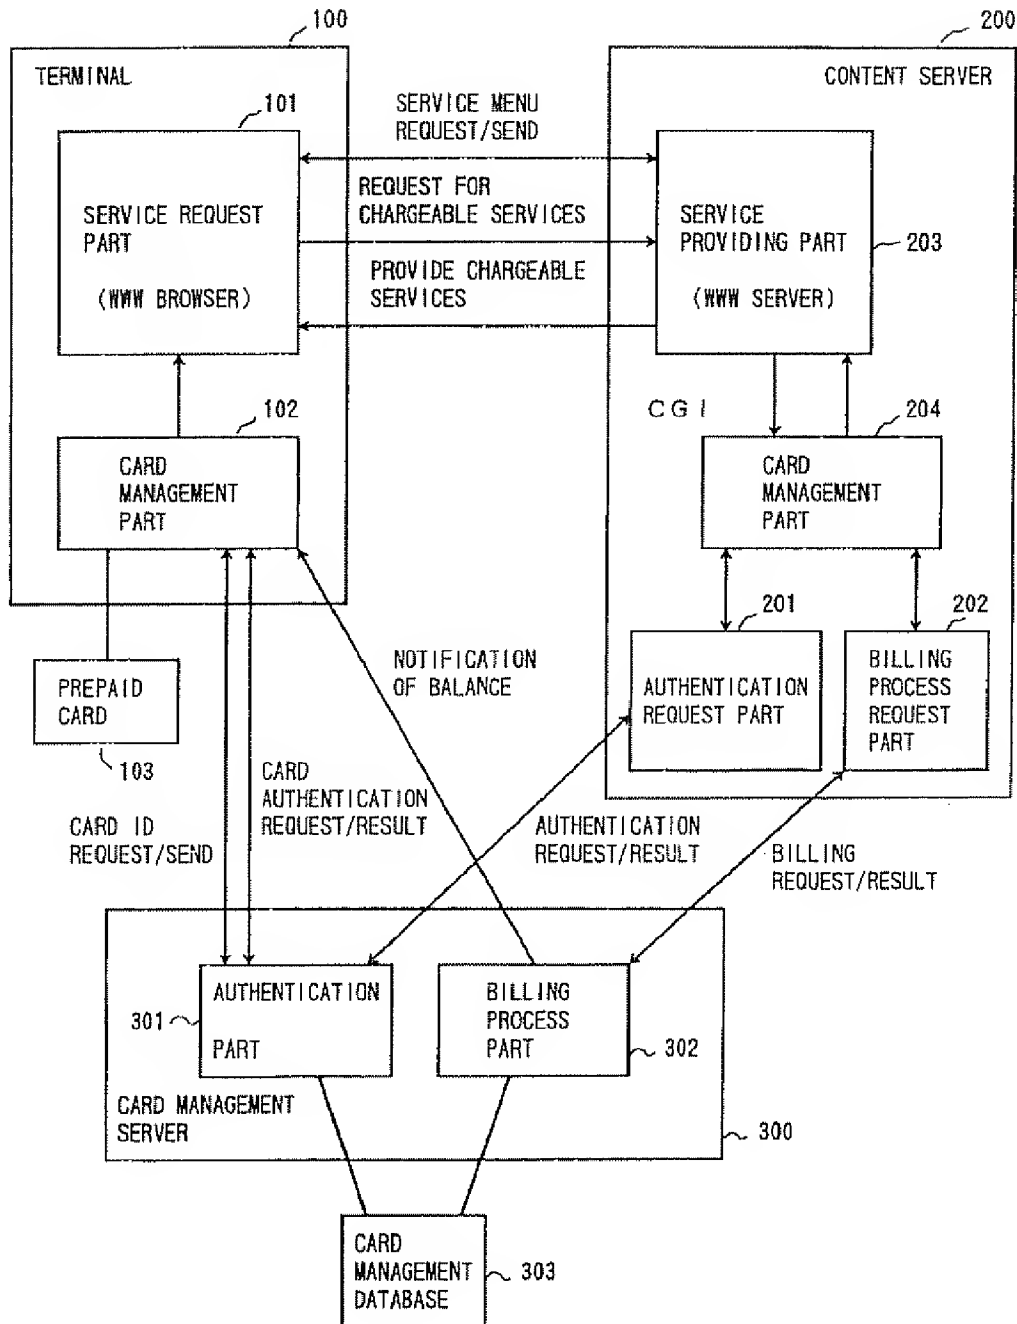 100
200
TERMINAL
CONTENT SERVER
101
SERVICE MENU
REQUEST/SEND
REQUEST FOR
CHARGEABLE SERVICES
SERVICE REQUEST
PART
(WWW BROWSER)
SERVICE
PROVIDING PART
(WWW SERVER)
203
PROVIDE CHARGEABLE
SERVICES
102
CGI
204
CARD
MANAGEMENT
PART
CARD
MANAGEMENT
PART
201
202
PREPAID
CARD
103
NOTIFICATION
OF BALANCE
AUTHENTICATION
REQUEST PART
BILLING
PROCESS
REQUEST
PART
CARD
AUTHENTICATION
REQUEST/RESULT
CARD ID
REQUEST/SEND
AUTHENTICATION
REQUEST/RESULT
BILLING
REQUEST/RESULT
AUTHENTICATION
PART
301
BILLING
PROCESS
PART
302
CARD MANAGEMENT
SERVER
300
CARD
MANAGEMENT
DATABASE
303